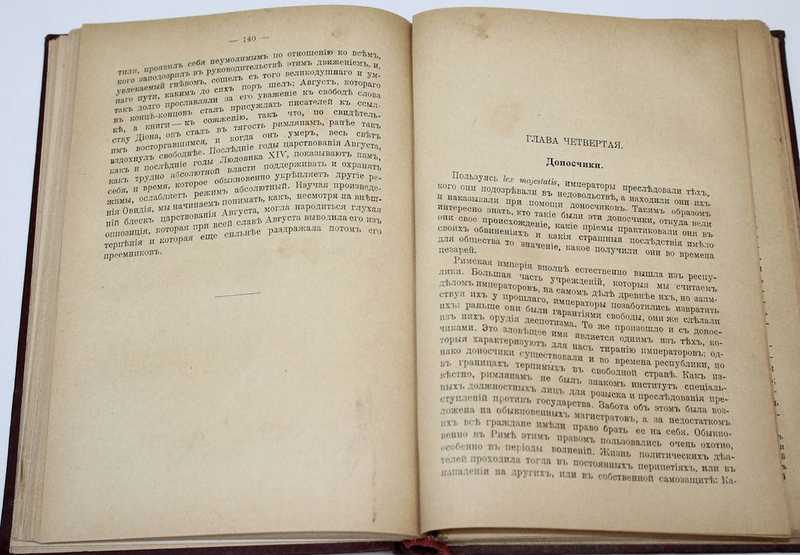 — 140 —
тили, проявилъ себя неумолимымъ по отношенію ко всѣмъ,
кого заподозрилъ въ руководительствѣ этимъ движеніемъ, и,
увлекаемый гнѣвомъ, сошелъ съ того великодушнаго и ум-
наго пути, какимъ до сихъ поръ шелъ; Августъ, котораго
такъ долго прославляли за его уваженіе къ свободѣ слова
въ концѣ-концовъ сталъ присуждать писателей къ ссыл-
кѣ, а книги — къ сожженію, такъ что, по свидѣтель-
ству Діона, онъ сталъ въ тягость римлянамъ, ранѣе такъ
имъ восторгавшимся, и когда онъ умеръ, весь свѣтъ
вздохнулъ свободнѣе. Послѣдніе годы царствованія Августа,
какъ и послѣдніе годы Людовика XIV, показываютъ намъ,
какъ трудно абсолютной власти поддерживать и охранять
себя, и время, которое обыкновенно укрѣпляетъ другіе ре-
жимы, ослабляетъ режимъ абсолютный. Изучая произведе-
нія Овидія, мы начинаемъ понимать, какъ, несмотря на внѣш-
ній блескъ царствованія Августа, могла народиться глухая
оппозиція, которая при всей славѣ Августа выводила его изъ
терпѣнія и которая еще сильнѣе раздражала потомъ его
преемниковъ.
ГЛАВА ЧЕТВЕРТАЯ.
Доносчики.
Пользуясь lex majestatis, императоры преслѣдовали тѣхъ,
кого они подозрѣвали въ недовольствѣ, а находили они ихъ
и наказывали при помощи доносчиковъ. Такимъ образомъ
интересно знать, кто такіе были эти доносчики, откуда вели
они свое происхожденіе, какіе пріемы практиковали они въ
своихъ обвиненіяхъ и какія страшныя послѣдствія имѣло
для общества то значеніе, какое получили они во времена
цезарей.
Римская имперія вполнѣ естественно вышла изъ респу-
лики. Большая часть учрежденій, которыя мы считаемъ
дѣломъ императоровъ, на самомъ дѣлѣ древнѣе ихъ, но заим-
ствуя ихъ у прошлаго, императоры позаботились извратить
ихъ: раньше они были гарантіями свободы, они же сдѣлали
изъ нихъ орудія деспотизма. То же произошло и съ донос-
чиками. Это зловѣщее имя является однимъ изъ тѣхъ, ко-
торыя характеризуютъ для насъ тиранію императоровъ; од-
нако доносчики существовали и во времена республики, но
въ границахъ терпимыхъ въ свободной странѣ. Какъ из-
вѣстно, римлянамъ не былъ знакомъ институтъ спеціаль-
ныхъ должностныхъ лицъ для розыска и преслѣдованія пре-
ступленій противъ государства. Забота объ этомъ была воз-
ложена на обыкновенныхъ магистратовъ, а за недостаткомъ
ихъ всѣ граждане имѣли право брать ее на себя. Обыкно-
венно въ Римѣ этимъ правомъ пользовались очень охотно,
особенно въ періоды волненій. Жизнь политическихъ дѣя-
телей проходила тогда въ постоянныхъ перипетіяхъ, или въ
нападеніи на другихъ, или въ собственной самозащитѣ: Ка-